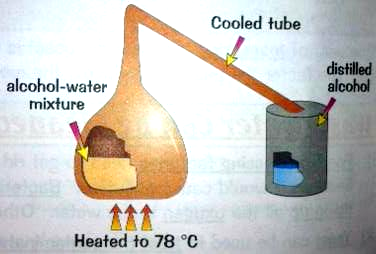 Cooled tube
alcohol-water
mixture
distilled
alcohol
Heated to 78 °C